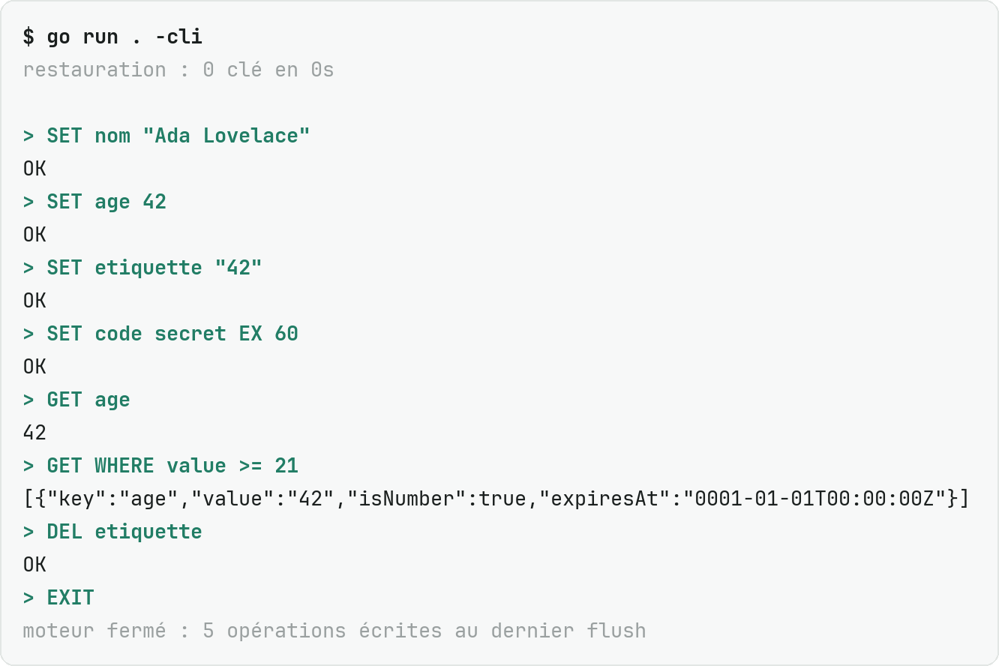 $ go run . -cli
restauration : 0 clé en 0s
> SET nom "Ada Lovelace"
OK
> SET age 42
OK
> SET etiquette "42"
OK
> SET code secret EX 60
OK
> GET age
42
> GET WHERE value >= 21
[{"key":"age","value":"42","isNumber":true,"expiresAt":"0001-01-01T00:00:00Z"}]
> DEL etiquette
OK
> EXIT
moteur fermé : 5 opérations écrites au dernier flush